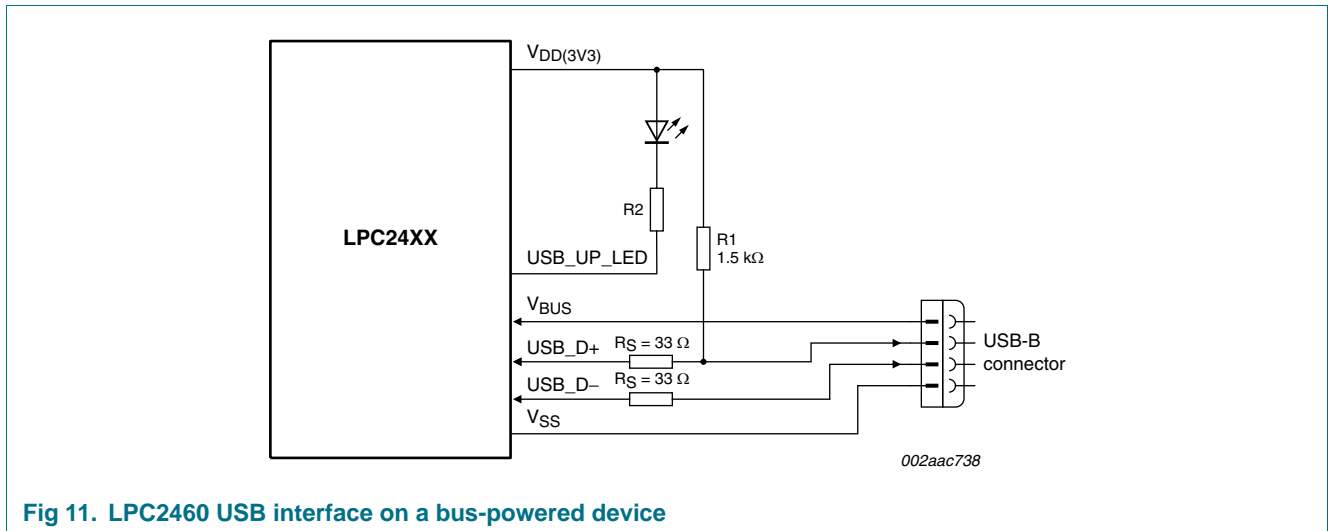 VDD(3V3)
R2
LPC24XX
R1
1.5 kΩ
USB_UP_LED
VBUS
USB_D+ RS = 33 Ω
USB-B
connector
USB_D− RS = 33 Ω
VSS
002aac738
Fig 11. LPC2460 USB interface on a bus-powered device